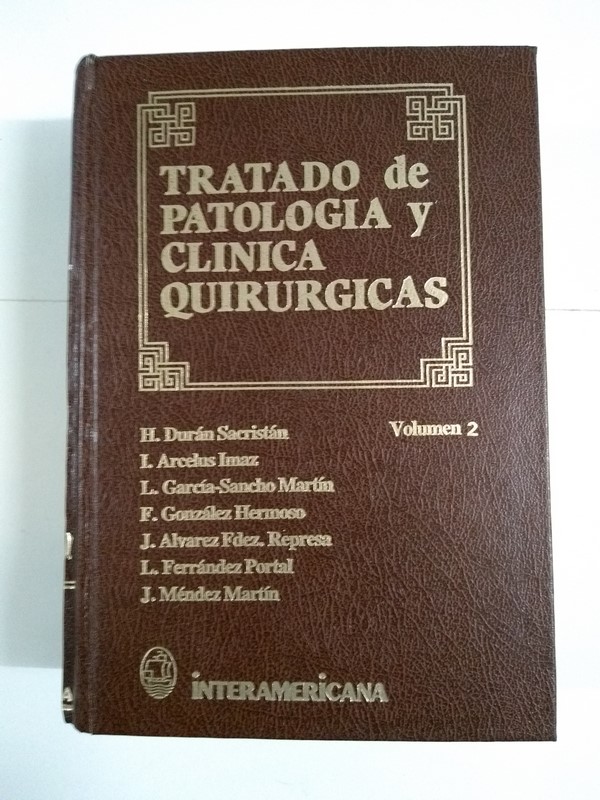 TRATADO de
PATOLOGIA y
CLINICA
QUIRURGICAS
H. Durán Sacristán
Volumen 2
I. Arcelus Imaz
L. García-Sancho Martín
F. González Hermoso
J. Alvarez Fdez. Represa
L. Ferrández Portal
J. Méndez Martín
INTERAMERICANA